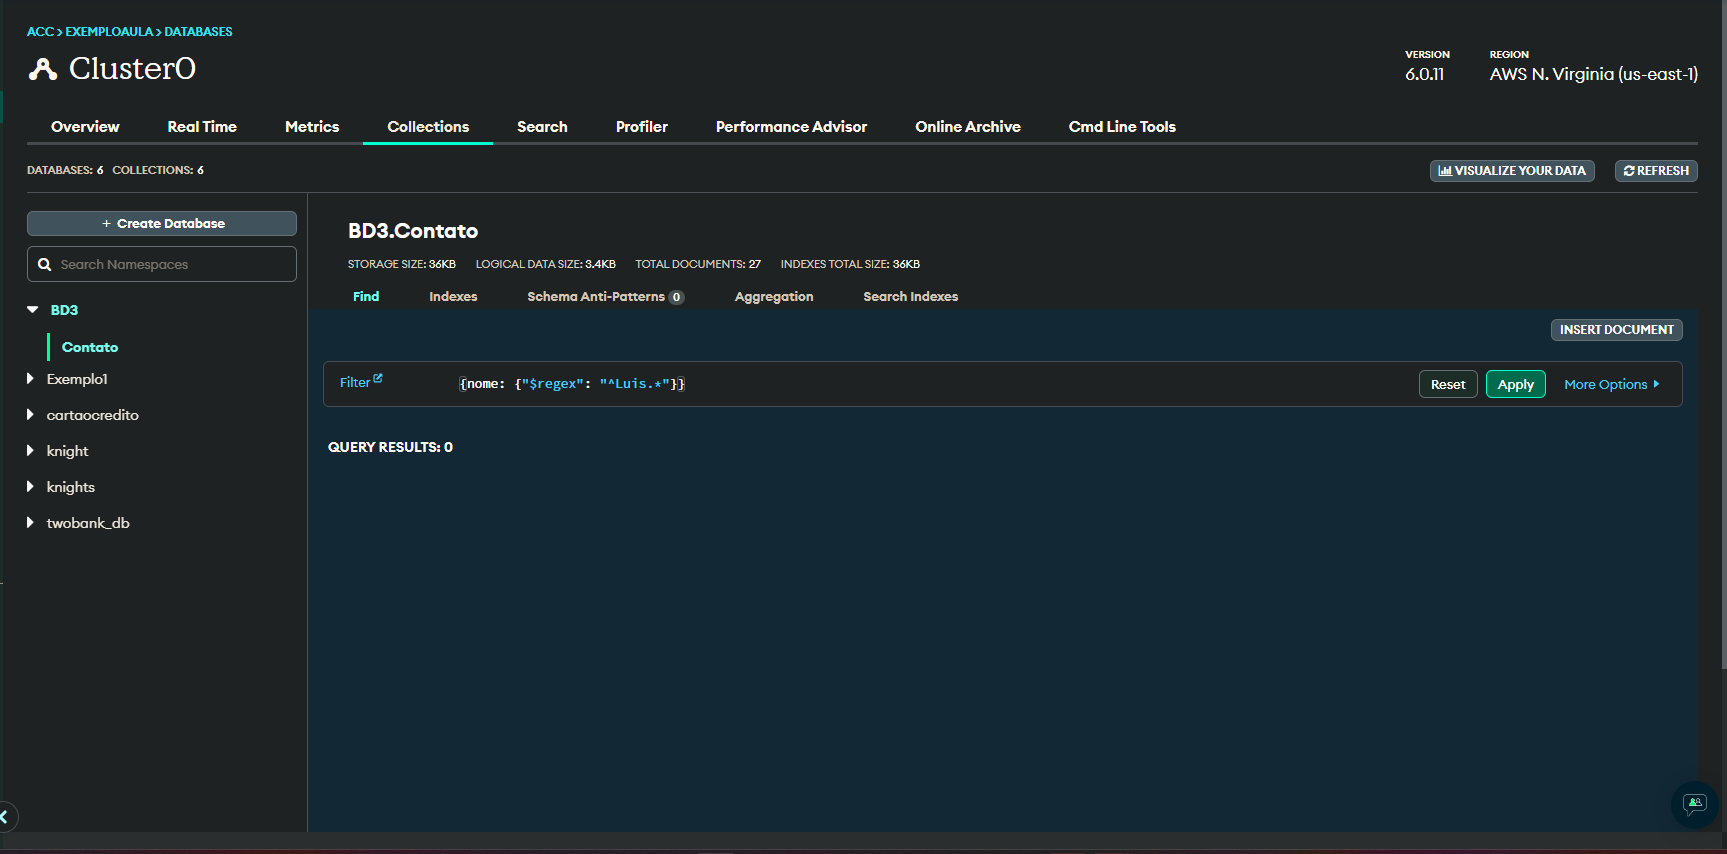 ACC > EXEMPLOAULA > DATABASES
Cluster0
VERSION
6.0.11
REGION
AWS N. Virginia (us-east-1)
Overview Real Time Metrics Collections Search Profiler Performance Advisor Online Archive Cmd Line Tools
DATABASES: 6 COLLECTIONS: 6
VISUALIZE YOUR DATA REFRESH
+ Create Database
Search Namespaces
BD3
Contato
Exemplo1
cartaocredito
knight
knights
twobank_db
BD3.Contato
STORAGE SIZE: 36KB LOGICAL DATA SIZE: 3.4KB TOTAL DOCUMENTS: 27 INDEXES TOTAL SIZE: 36KB
Find Indexes Schema Anti-Patterns 0 Aggregation Search Indexes
INSERT DOCUMENT
Filter {nome: {"$regex": "^Luis.*"}} Reset Apply More Options
QUERY RESULTS: 0